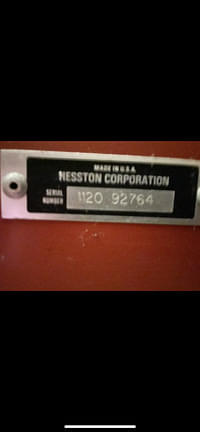 MADE IN U.S.A.
HESSTON CORPORATION
SERIAL
NUMBER
1120 92764